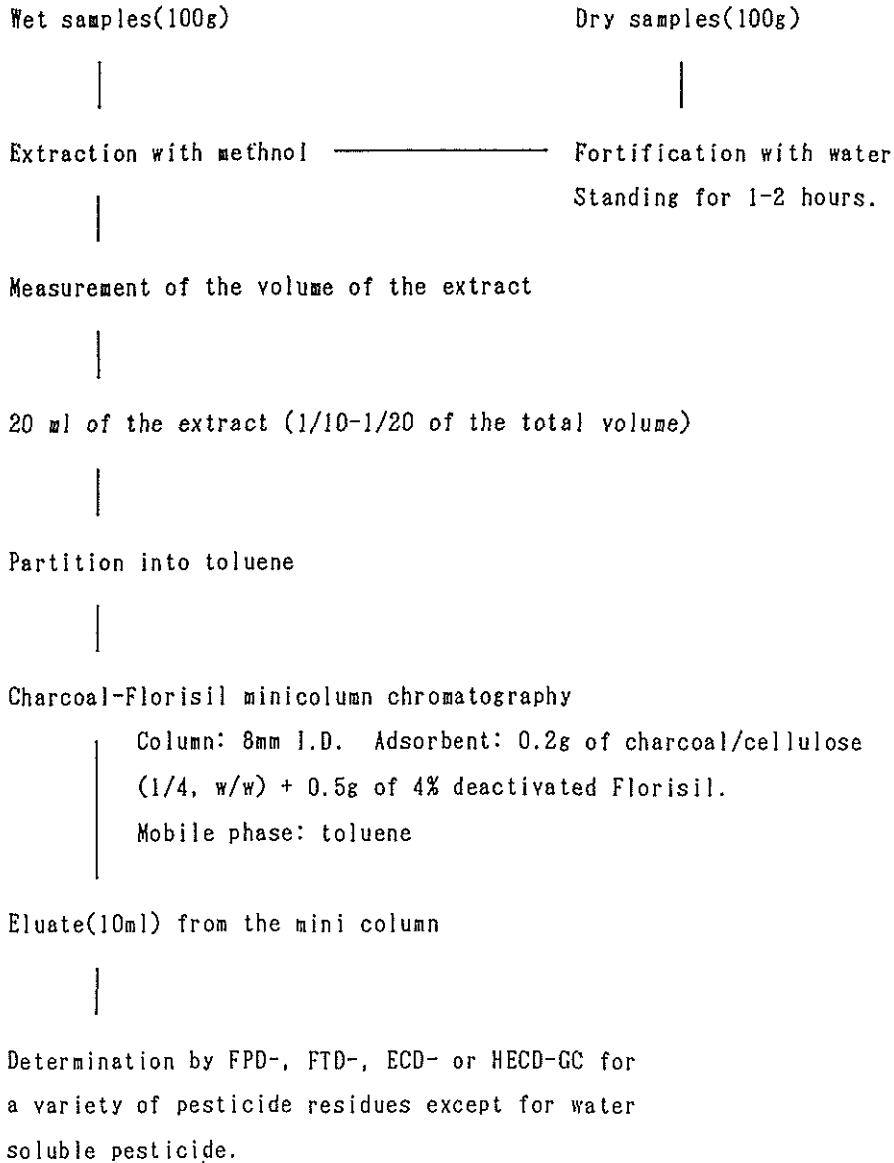 Wet samples(100g) Dry samples(100g)
Extraction with methnol Fortification with water
Standing for 1-2 hours.
Measurement of the volume of the extract
20 ml of the extract (1/10-1/20 of the total volume)
Partition into toluene
Charcoal-Florisil minicolumn chromatography
Column: 8mm I.D. Adsorbent: 0.2g of charcoal/cellulose
(1/4, w/w) + 0.5g of 4% deactivated Florisil.
Mobile phase: toluene
Eluate(10ml) from the mini column
Determination by FPD-, FTD-, ECD- or HECD-GC for
a variety of pesticide residues except for water
soluble pesticide.